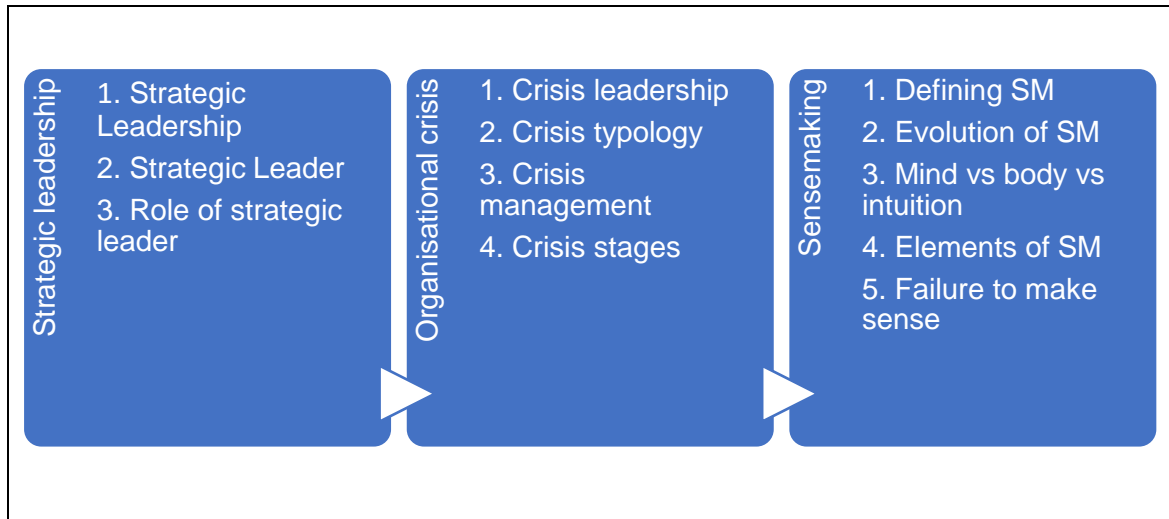 Strategic leadership
1. Strategic
Leadership
2. Strategic Leader
3. Role of strategic
leader
Organisational crisis
1. Crisis leadership
2. Crisis typology
3. Crisis
management
4. Crisis stages
Sensemaking
1. Defining SM
2. Evolution of SM
3. Mind vs body vs
intuition
4. Elements of SM
5. Failure to make
sense